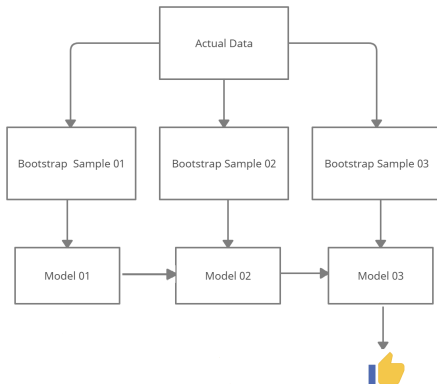 Actual Data
Bootstrap Sample 01
Bootstrap Sample 02
Bootstrap Sample 03
Model 01
Model 02
Model 03